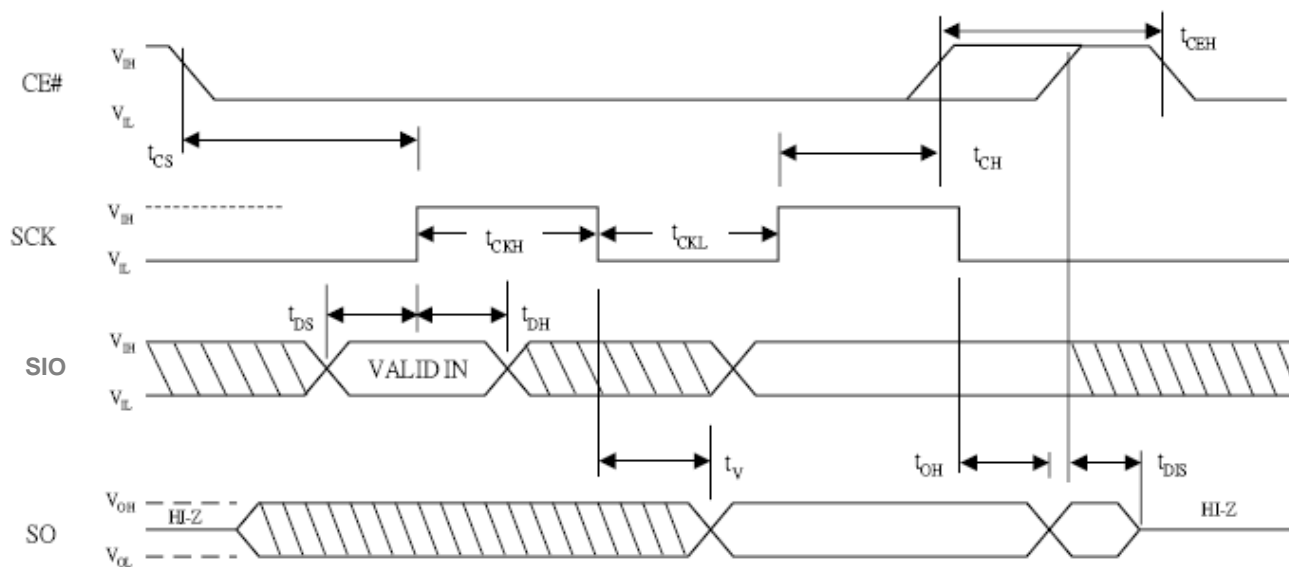 V_IH
CE#
V_IL
t_CEH
t_CS
t_CH
V_IH
SCK
V_IL
t_CKH
t_CKL
t_DS
t_DH
V_IH
SIO
VALID IN
V_IL
t_V
t_OH
t_DIS
V_OH
HI-Z
HI-Z
SO
V_OL